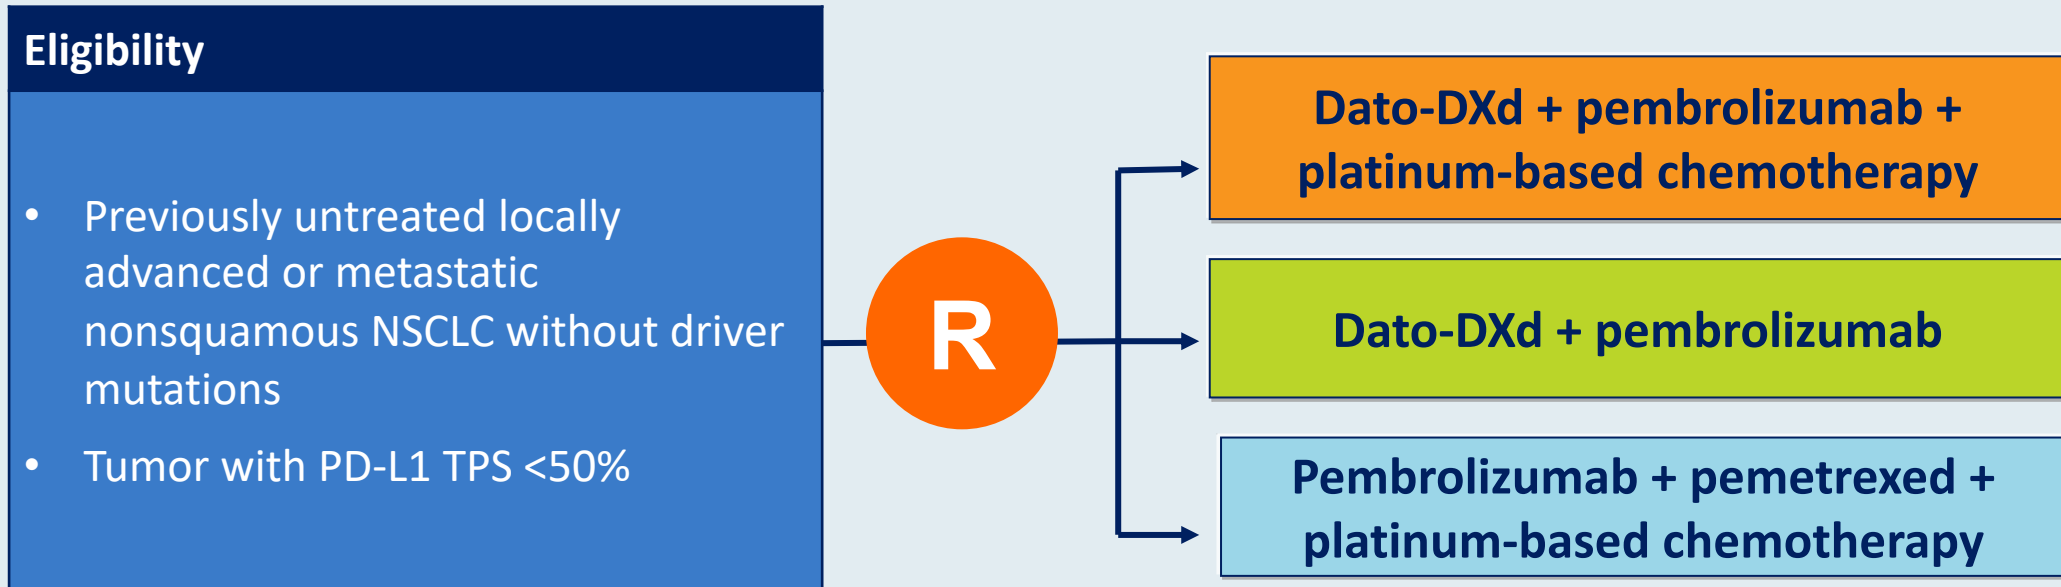 Eligibility
• Previously untreated locally
advanced or metastatic
nonsquamous NSCLC without driver
mutations
• Tumor with PD-L1 TPS <50%
R
Dato-DXd + pembrolizumab +
platinum-based chemotherapy
Dato-DXd + pembrolizumab
Pembrolizumab + pemetrexed +
platinum-based chemotherapy